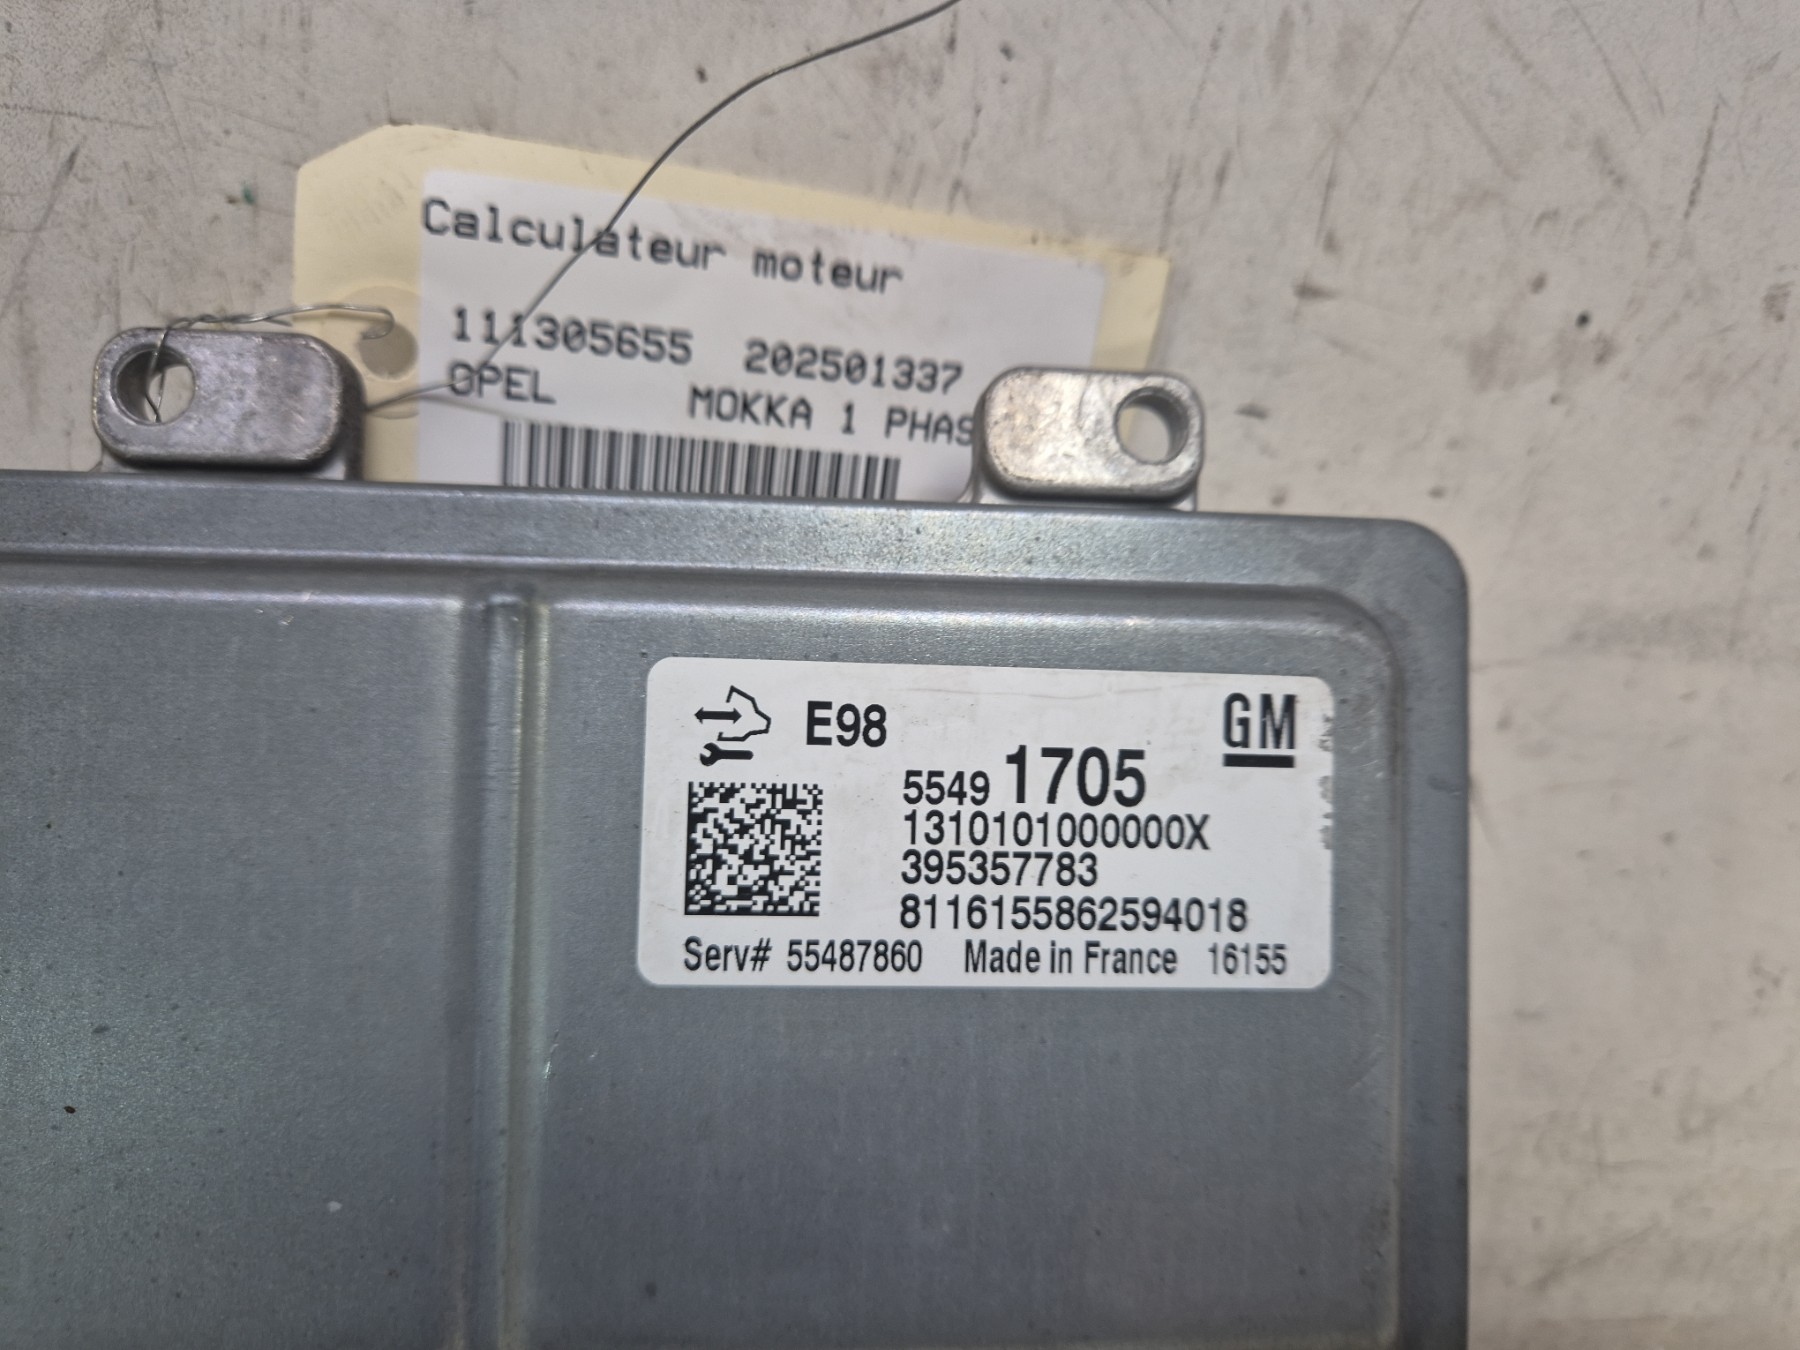 Calculateur moteur
111305655 202501337
OPEL MOKKA 1 PHAS
E98 GM
5549 1705
1310101000000X
395357783
8116155862594018
Serv# 55487860 Made in France 16155